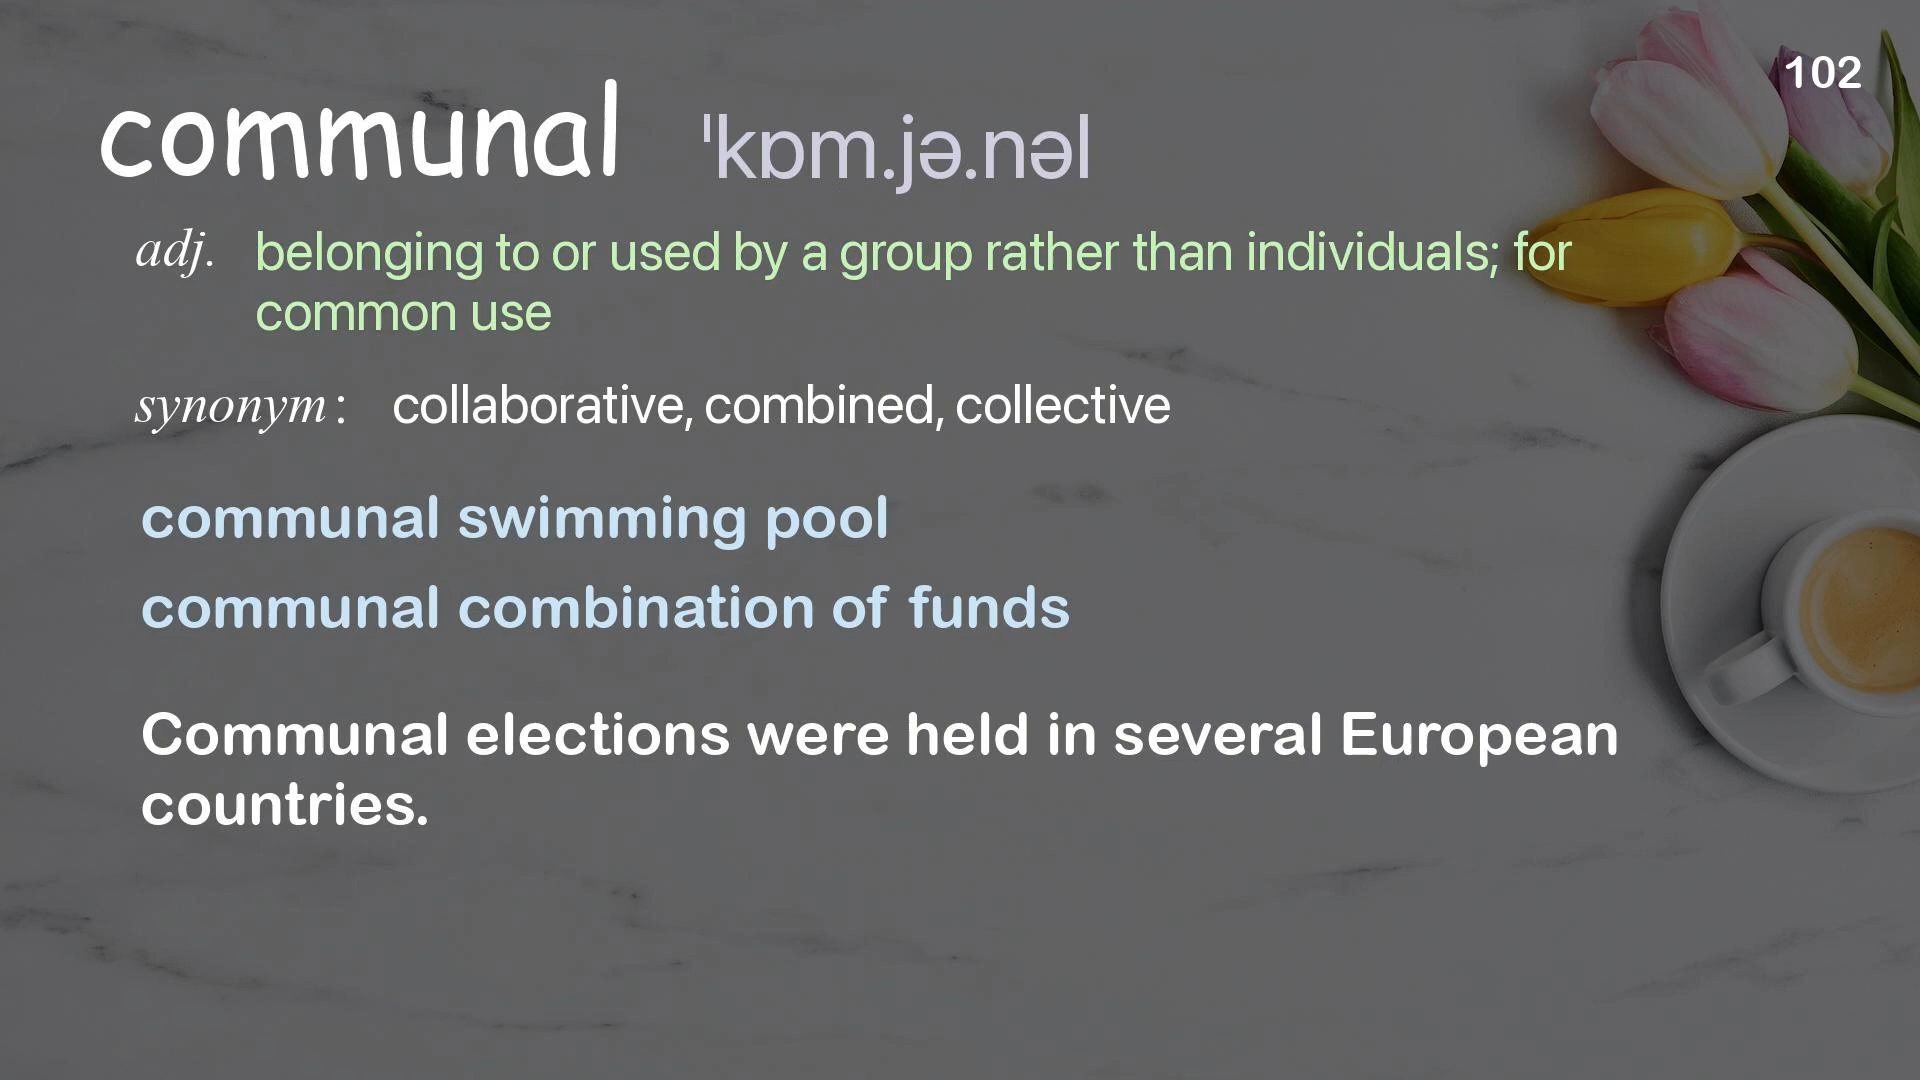 102
communal ˈkɒm.jə.nəl
adj. belonging to or used by a group rather than individuals; for
common use
synonym : collaborative, combined, collective
communal swimming pool
communal combination of funds
Communal elections were held in several European
countries.